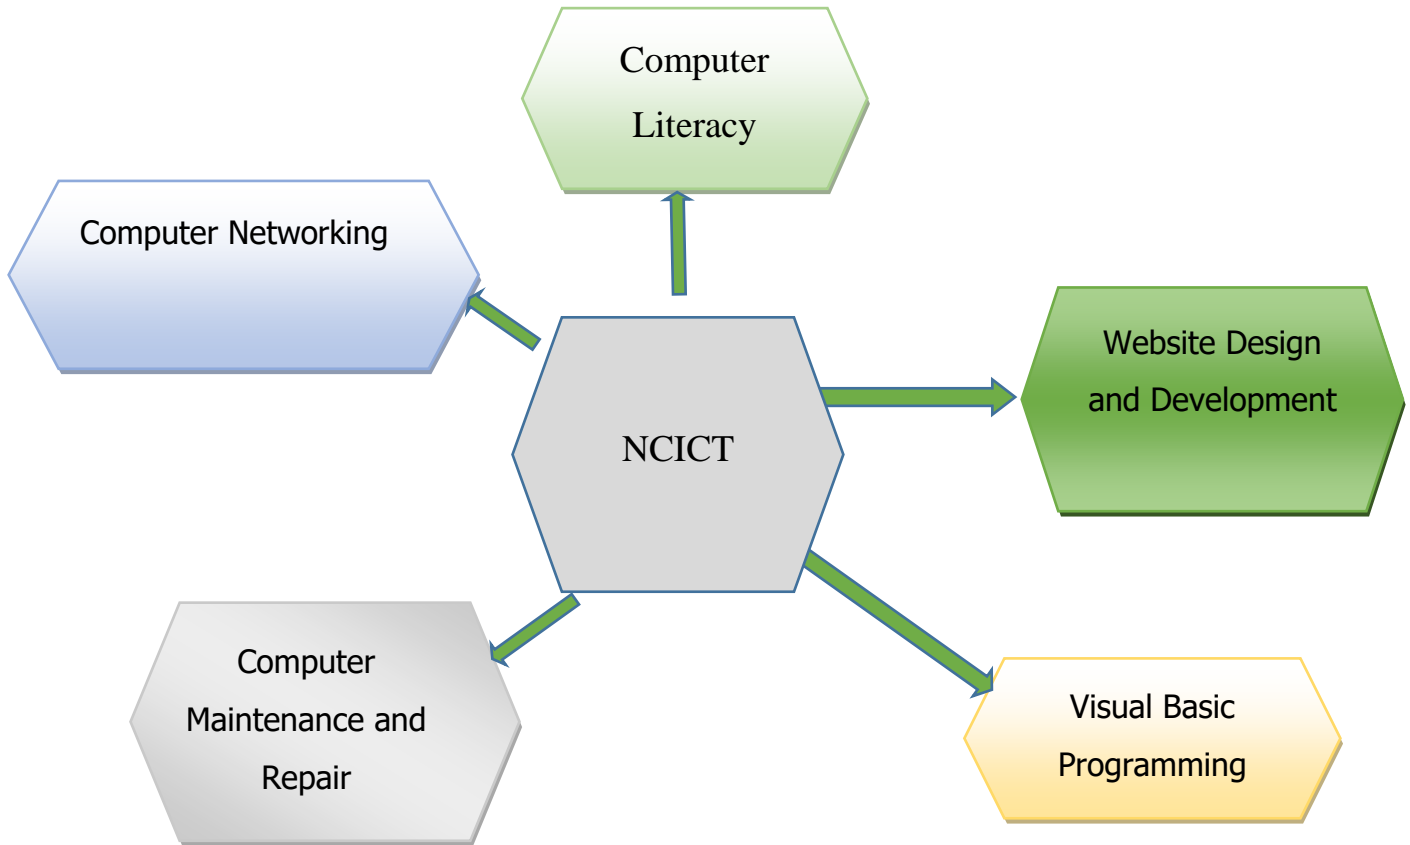 Computer
Literacy
Computer Networking
Website Design
and Development
NCICT
Computer
Maintenance and
Repair
Visual Basic
Programming